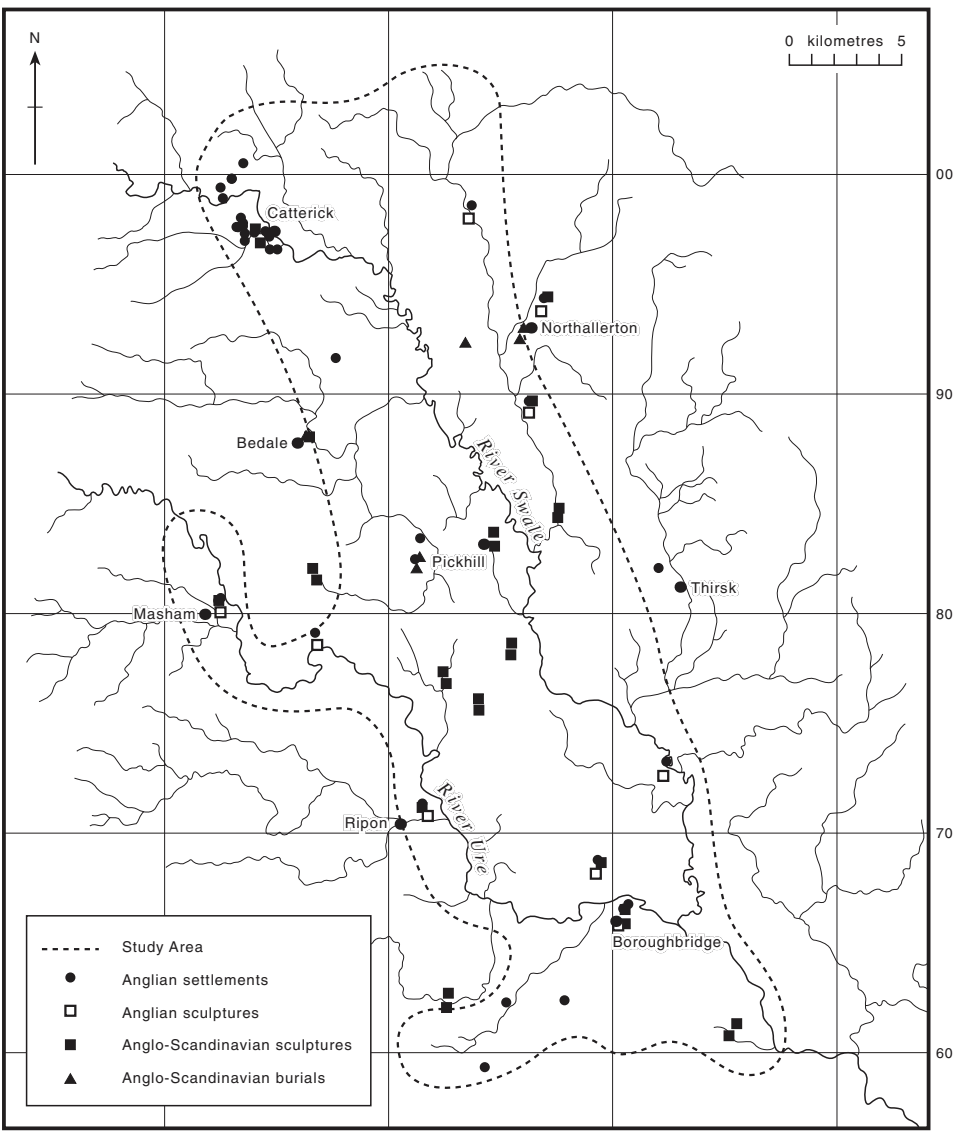 N
0 kilometres 5
00
Catterick
Northallerton
90
Bedale
River Swale
Pickhill
Thirsk
80
Masham
River Ure
Ripon
70
Boroughbridge
60
Study Area
Anglian settlements
Anglian sculptures
Anglo-Scandinavian sculptures
Anglo-Scandinavian burials